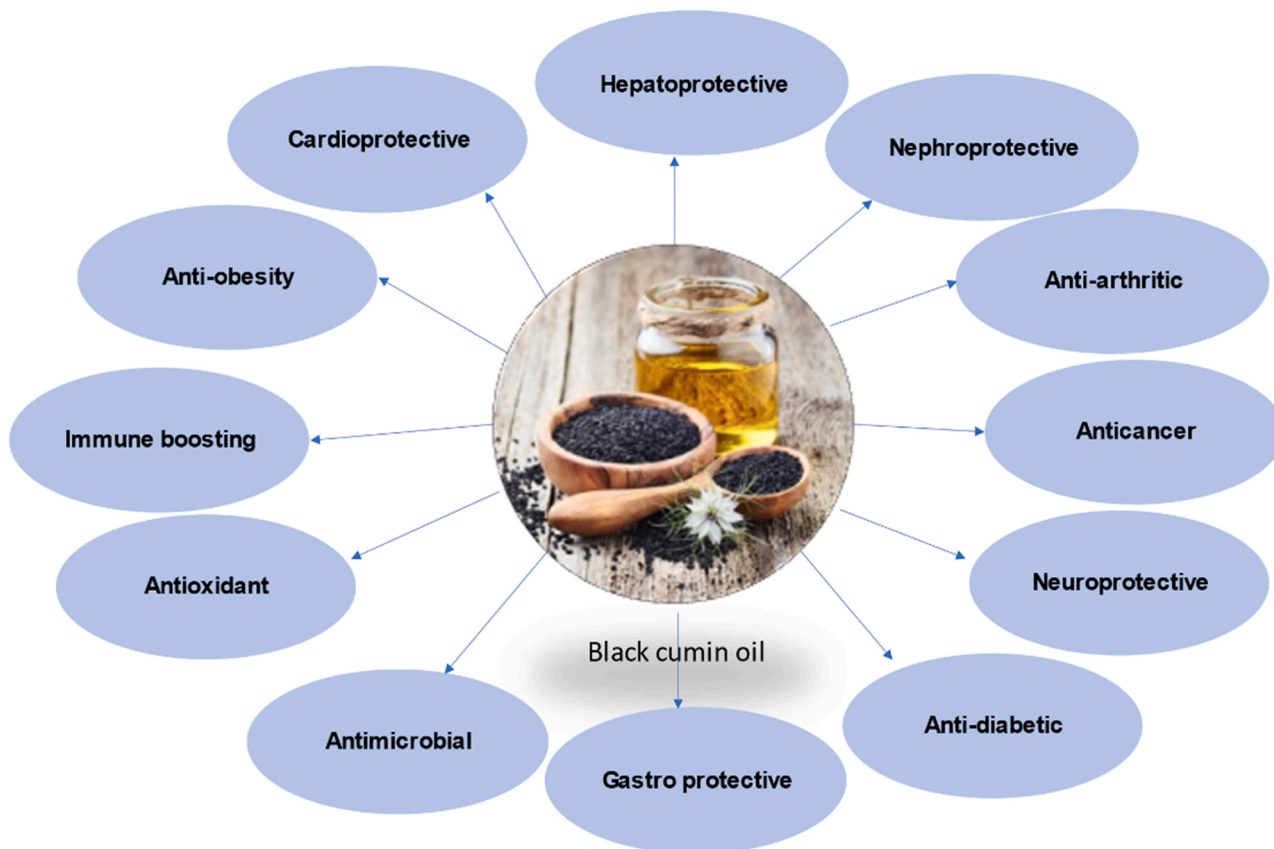 Hepatoprotective
Cardioprotective
Nephroprotective
Anti-obesity
Anti-arthritic
Immune boosting
Anticancer
Antioxidant
Neuroprotective
Black cumin oil
Antimicrobial
Anti-diabetic
Gastro protective